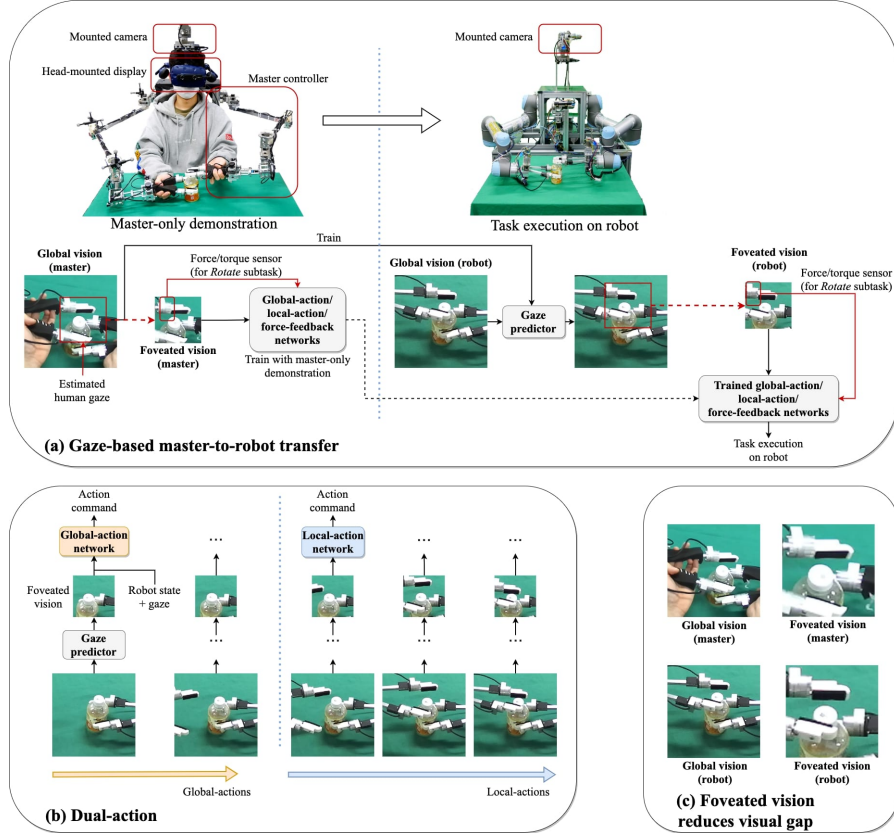 Mounted camera
Head-mounted display
Master controller
Master-only demonstration
Mounted camera
Task execution on robot
Train
Global vision
(master)
Force/torque sensor
(for Rotate subtask)
Foveated vision
(master)
Estimated
human gaze
Global-action/
local-action/
force-feedback
networks
Train with master-only
demonstration
Global vision (robot)
Gaze
predictor
Foveated vision
(robot)
Force/torque sensor
(for Rotate subtask)
Trained global-action/
local-action/
force-feedback networks
Task execution
on robot
(a) Gaze-based master-to-robot transfer
Action
command
Global-action
network
...
Foveated
vision
Robot state
+ gaze
Gaze
predictor
...
Global-actions
Action
command
Local-action
network
...
...
...
...
...
Local-actions
(b) Dual-action
Global vision
(master)
Foveated vision
(master)
Global vision
(robot)
Foveated vision
(robot)
(c) Foveated vision
reduces visual gap